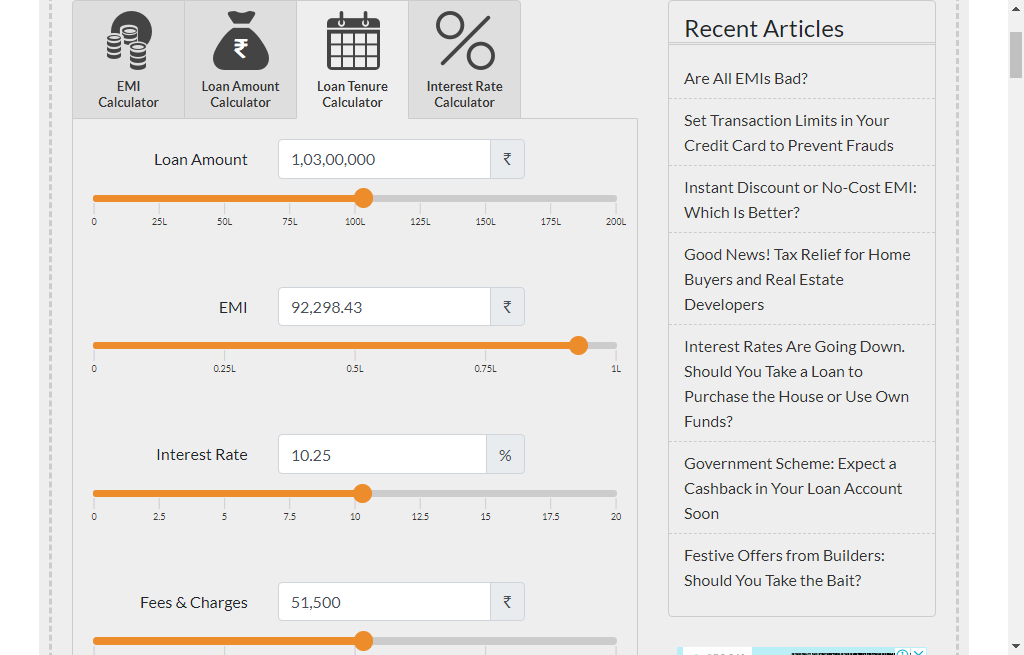 EMI
Calculator
Loan Amount
Calculator
Loan Tenure
Calculator
Interest Rate
Calculator
Loan Amount
1,03,00,000
₹
0 25L 50L 75L 100L 125L 150L 175L 200L
EMI
92,298.43
₹
0 0.25L 0.5L 0.75L 1L
Interest Rate
10.25
%
0 2.5 5 7.5 10 12.5 15 17.5 20
Fees & Charges
51,500
₹
Recent Articles
Are All EMIs Bad?
Set Transaction Limits in Your
Credit Card to Prevent Frauds
Instant Discount or No-Cost EMI:
Which Is Better?
Good News! Tax Relief for Home
Buyers and Real Estate
Developers
Interest Rates Are Going Down.
Should You Take a Loan to
Purchase the House or Use Own
Funds?
Government Scheme: Expect a
Cashback in Your Loan Account
Soon
Festive Offers from Builders:
Should You Take the Bait?